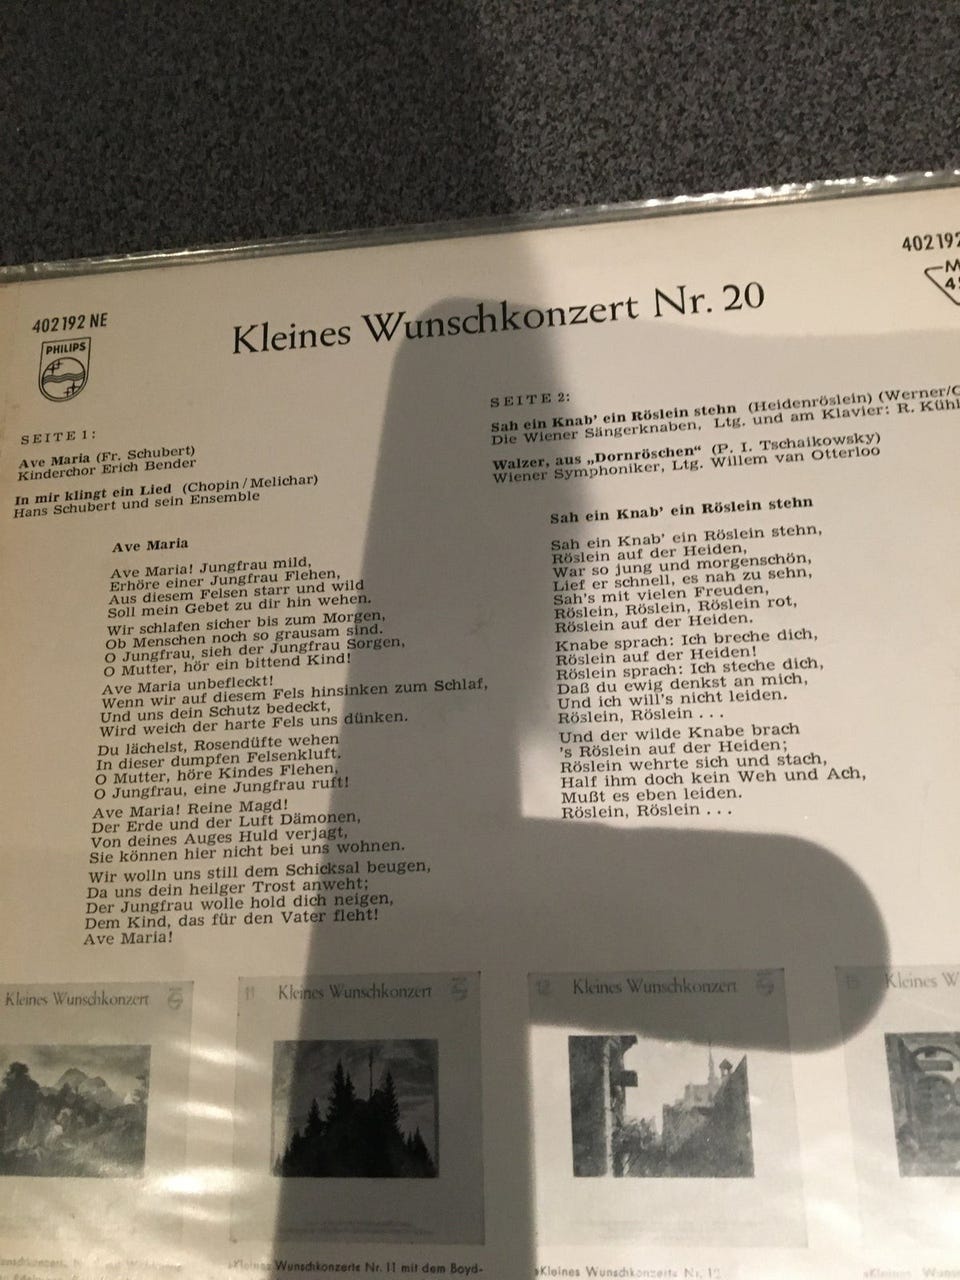 402192 NE
PHILIPS
Kleines Wunschkonzert Nr. 20
402192
M
45
SEITE 1:
Ave Maria (Fr. Schubert)
Kinderchor Erich Bender
In mir klingt ein Lied (Chopin/Melichar)
Hans Schubert und sein Ensemble
Ave Maria
Ave Maria! Jungfrau mild,
Erhöre einer Jungfrau Flehen,
Aus diesem Felsen starr und wild
Soll mein Gebet zu dir hin wehen.
Wir schlafen sicher bis zum Morgen,
Ob Menschen noch so grausam sind.
O Jungfrau, sieh der Jungfrau Sorgen,
O Mutter, hör ein bittend Kind!
Ave Maria unbefleckt!
Wenn wir auf diesem Fels hinsinken zum Schlaf,
Und uns dein Schutz bedeckt,
Wird weich der harte Fels uns dünken.
Du lächelst, Rosendüfte wehen
In dieser dumpfen Felsenkluft.
O Mutter, höre Kindes Flehen,
O Jungfrau, eine Jungfrau ruft!
Ave Maria! Reine Magd!
Der Erde und der Luft Dämonen,
Von deines Auges Huld verjagt,
Sie können hier nicht bei uns wohnen.
Wir wolln uns still dem Schicksal beugen,
Da uns dein heilger Trost anweht;
Der Jungfrau wolle hold dich neigen,
Dem Kind, das für den Vater fleht!
Ave Maria!
SEITE 2:
Sah ein Knab' ein Röslein stehn (Heidenröslein) (Werner/G
Die Wiener Sängerknaben, Ltg. und am Klavier: R. Kühl
Walzer, aus „Dornröschen“ (P. I. Tschaikowsky)
Wiener Symphoniker, Ltg. Willem van Otterloo
Sah ein Knab' ein Röslein stehn
Sah ein Knab' ein Röslein stehn,
Röslein auf der Heiden,
War so jung und morgenschön,
Lief er schnell, es nah zu sehn,
Sah's mit vielen Freuden,
Röslein, Röslein, Röslein rot,
Röslein auf der Heiden.
Knabe sprach: Ich breche dich,
Röslein auf der Heiden!
Röslein sprach: Ich steche dich,
Daß du ewig denkst an mich,
Und ich will's nicht leiden.
Röslein, Röslein . . .
Und der wilde Knabe brach
's Röslein auf der Heiden;
Röslein wehrte sich und stach,
Half ihm doch kein Weh und Ach,
Mußt es eben leiden.
Röslein, Röslein . . .
Kleines Wunschkonzert
11 Kleines Wunschkonzert
12 Kleines Wunschkonzert
Kleines W
»Kleines Wunschkonzert« Nr. 11 mit dem Boyd-
»Kleines Wunschkonzert« Nr. 12
»Kleines